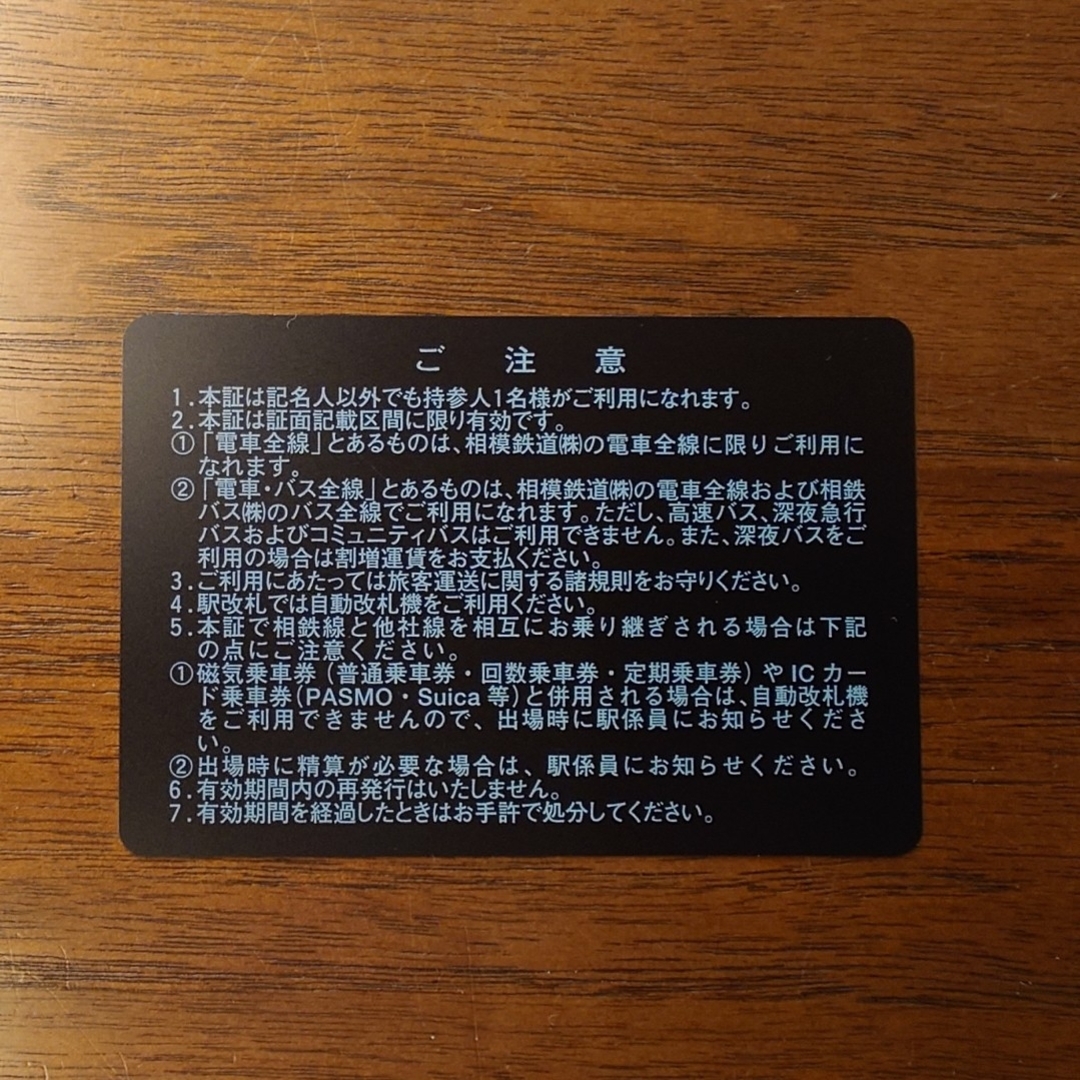 ご注意
1.本証は記名人以外でも持参人1名様がご利用になれます。
2.本証は証面記載区間に限り有効です。
①「電車全線」とあるものは、相模鉄道㈱の電車全線に限りご利用に
なれます。
②「電車・バス全線」とあるものは、相模鉄道㈱の電車全線および相鉄
バス㈱のバス全線でご利用になれます。ただし、高速バス、深夜急行
バスおよびコミュニティバスはご利用できません。また、深夜バスをご
利用の場合は割増運賃をお支払ください。
3.ご利用にあたっては旅客運送に関する諸規則をお守りください。
4.駅改札では自動改札機をご利用ください。
5.本証で相鉄線と他社線を相互にお乗り継ぎされる場合は下記
の点にご注意ください。
①磁気乗車券(普通乗車券・回数乗車券・定期乗車券)やICカー
ド乗車券(PASMO・Suica等)と併用される場合は、自動改札機
をご利用できませんので、出場時に駅係員にお知らせくださ
い。
②出場時に精算が必要な場合は、駅係員にお知らせください。
6.有効期間内の再発行はいたしません。
7.有効期間を経過したときはお手許で処分してください。